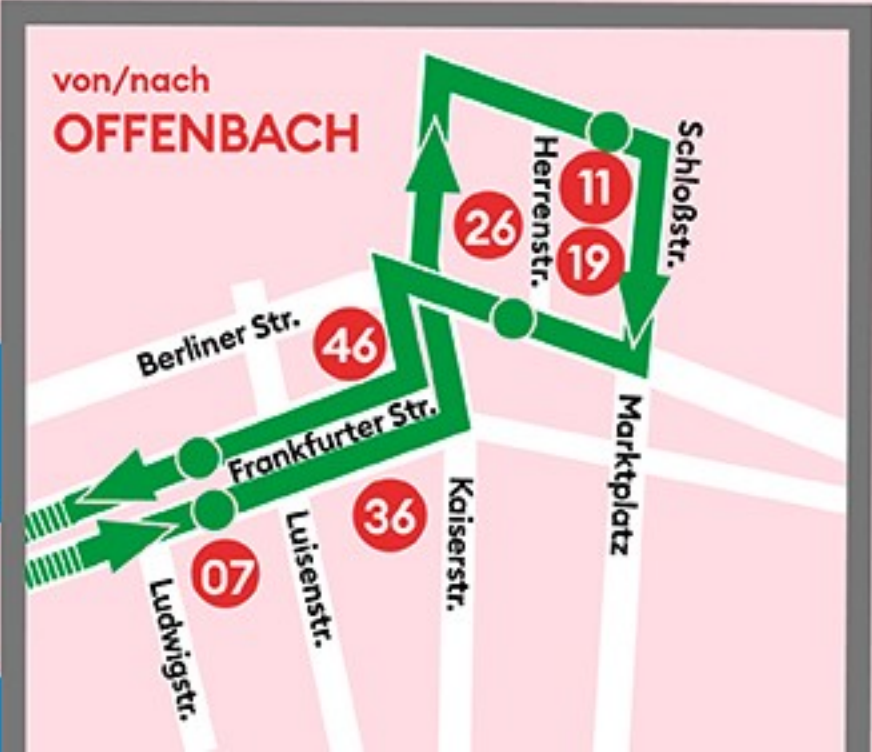 von/nach
OFFENBACH
Schloßstr.
Herrenstr.
11
26
19
Berliner Str.
46
Frankfurter Str.
Marktplatz
36
Kaiserstr.
Luisenstr.
07
Ludwigstr.